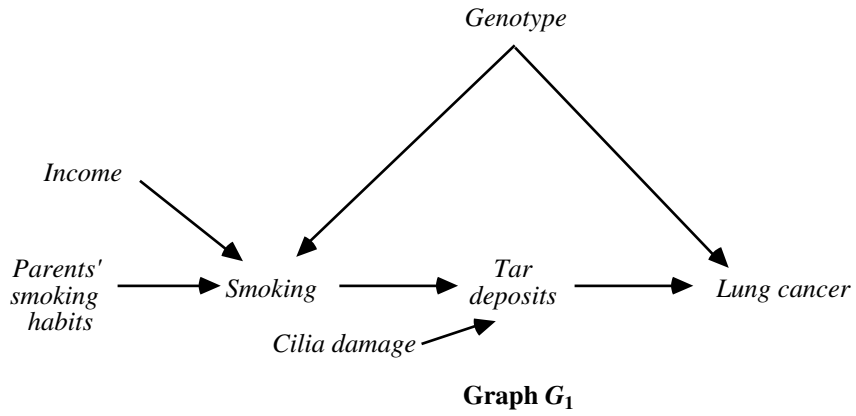 Genotype
Income
Parents'
smoking
habits
Smoking
Tar
deposits
Lung cancer
Cilia damage
Graph G1